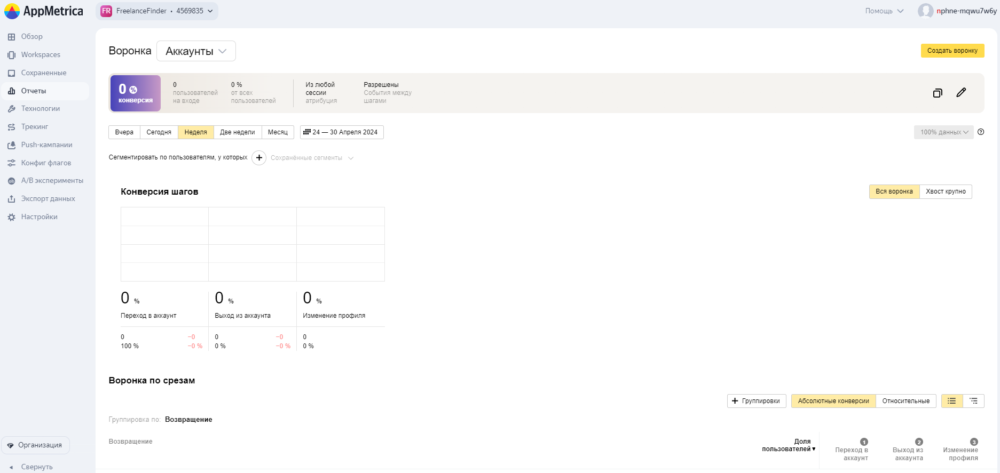 AppMetrica
FR FreelanceFinder • 4569835
Помощь
nphne-mqwu7w6y
Обзор
Workspaces
Сохраненные
Отчеты
Технологии
Трекинг
Push-кампании
Конфиг флагов
A/B эксперименты
Экспорт данных
Настройки
Организация
Свернуть
Воронка Аккаунты
Создать воронку
0 %
конверсия
0
пользователей
на входе
0 %
от всех
пользователей
Из любой
сессии
атрибуция
Разрешены
События между
шагами
Вчера Сегодня Неделя Две недели Месяц 24 — 30 Апреля 2024
100% данных ?
Сегментировать по пользователям, у которых + Сохранённые сегменты
Конверсия шагов
Вся воронка Хвост крупно
0 % 0 % 0 %
Переход в аккаунт Выход из аккаунта Изменение профиля
0 −0 0 −0 0
100 % −0 % 0 % −0 % 0 %
Воронка по срезам
+ Группировки Абсолютные конверсии Относительные
Группировка по: Возвращение
Возвращение
Доля
пользователей ▼
1
Переход в
аккаунт
2
Выход из
аккаунта
3
Изменение
профиля